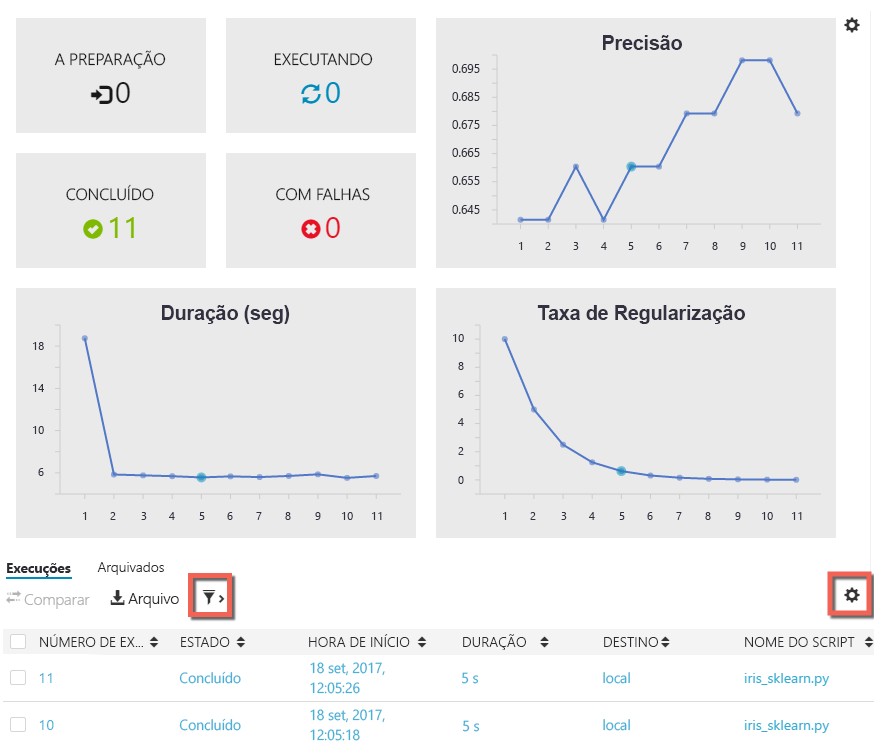 A PREPARAÇÃO
0
EXECUTANDO
0
CONCLUÍDO
11
COM FALHAS
0
Precisão
0.695
0.685
0.675
0.665
0.655
0.645
1 2 3 4 5 6 7 8 9 10 11
Duração (seg)
18
14
10
6
1 2 3 4 5 6 7 8 9 10 11
Taxa de Regularização
10
8
6
4
2
0
1 2 3 4 5 6 7 8 9 10 11
Execuções Arquivados
Comparar Arquivo
NÚMERO DE EX... ESTADO HORA DE INÍCIO DURAÇÃO DESTINO NOME DO SCRIPT
11 Concluído 18 set, 2017, 5 s local iris_sklearn.py
12:05:26
10 Concluído 18 set, 2017, 5 s local iris_sklearn.py
12:05:18